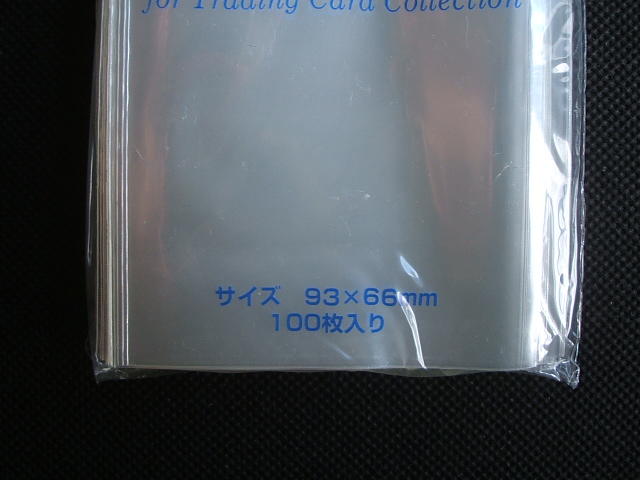 for Trading Card Collection
サイズ 93×66mm
100枚入り